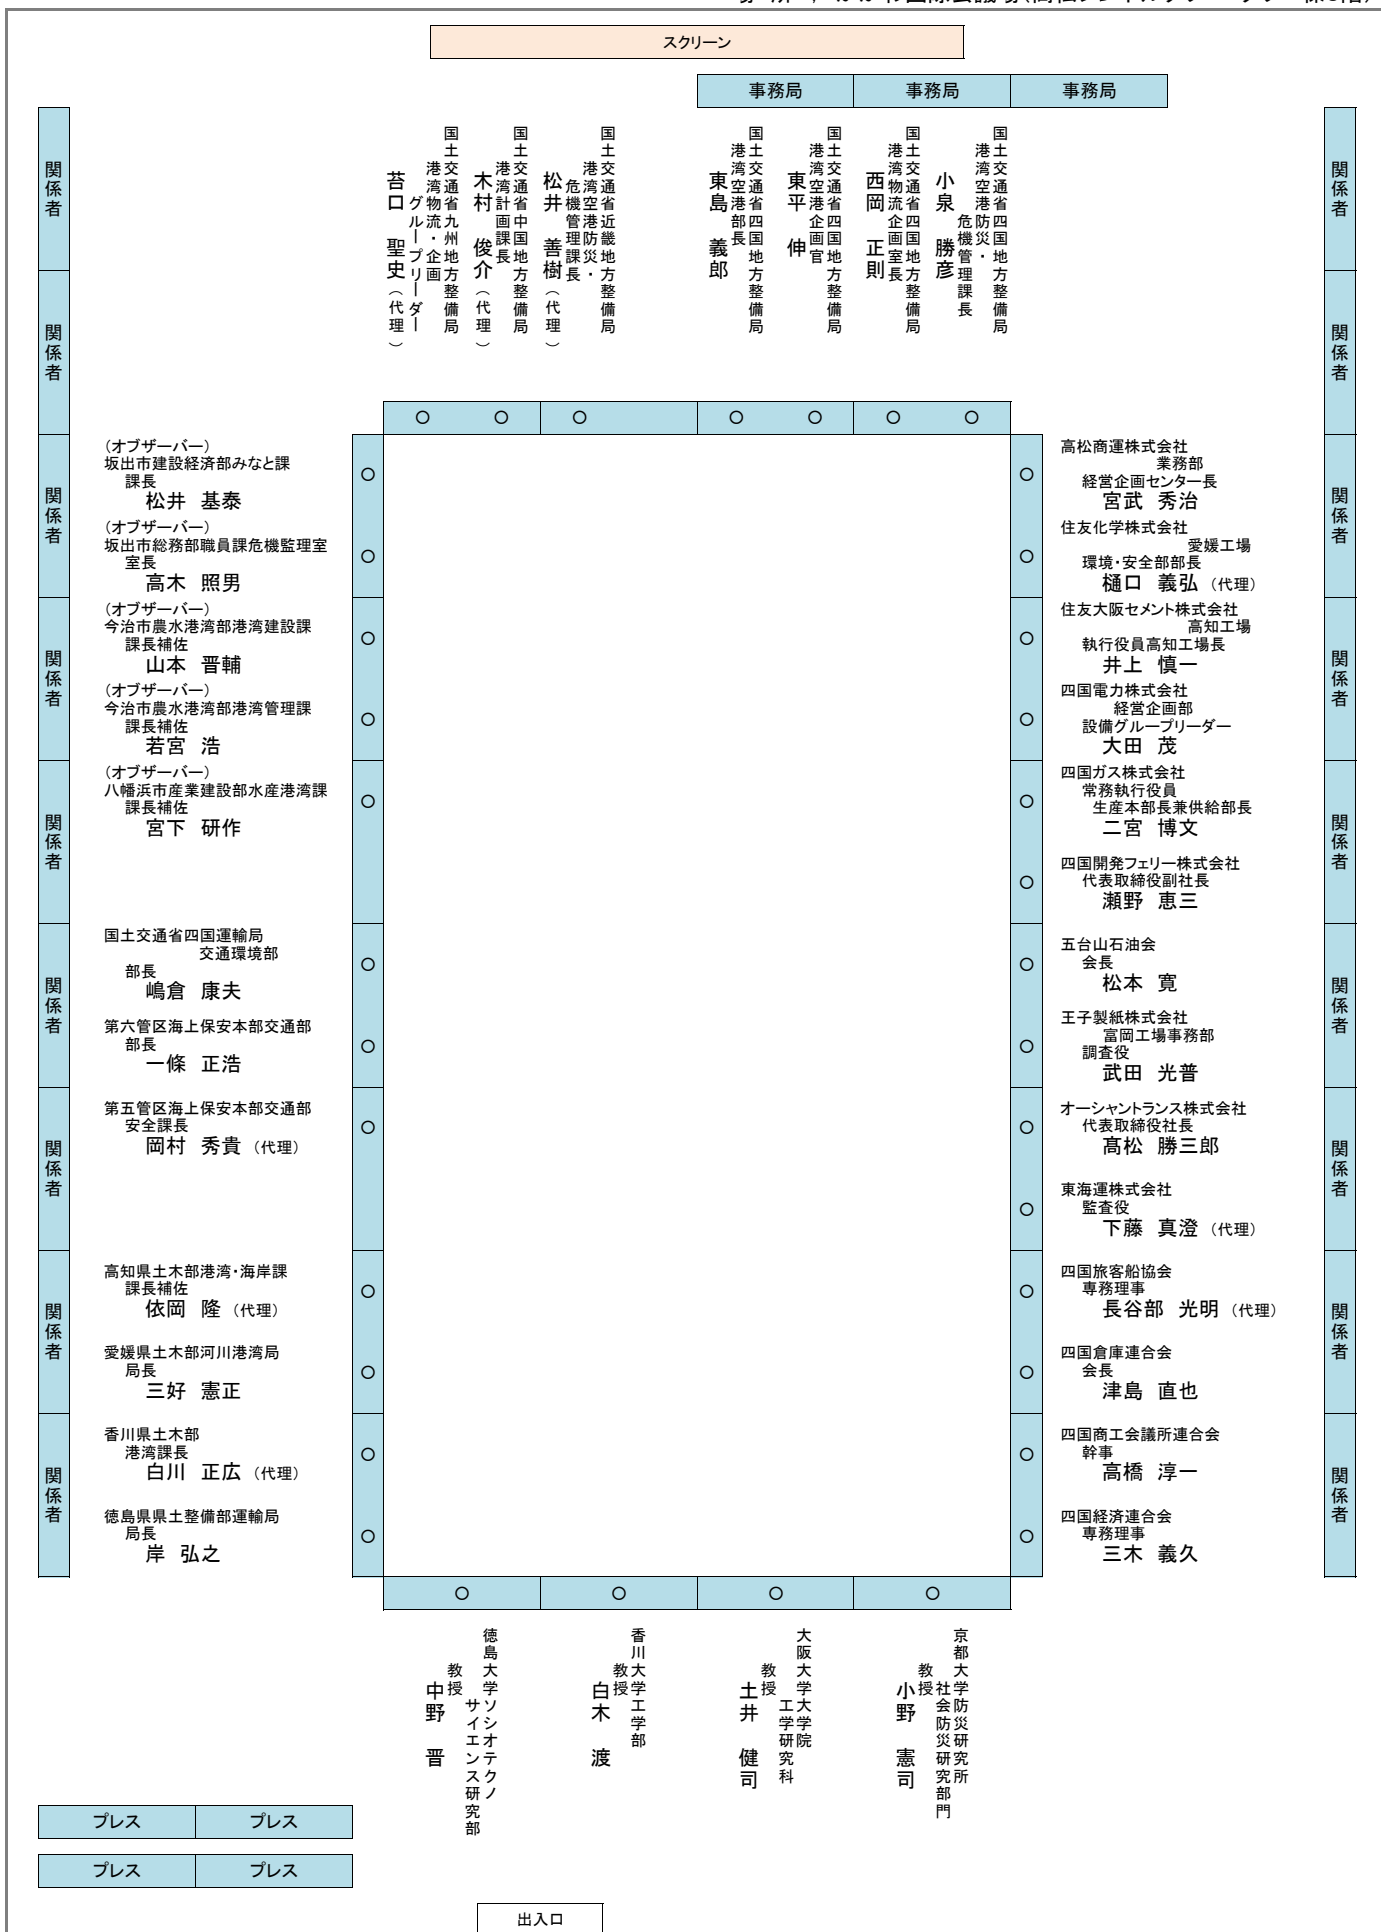 スクリーン
事務局
事務局
事務局
国土交通省九州地方整備局
港湾物流・企画
グループリーダー
苔口 聖史（代理）
国土交通省中国地方整備局
港湾計画課長
木村 俊介（代理）
国土交通省近畿地方整備局
港湾空港防災・
危機管理課長
松井 善樹（代理）
国土交通省四国地方整備局
港湾空港部長
東島 義郎
国土交通省四国地方整備局
港湾空港企画官
東平 伸
国土交通省四国地方整備局
港湾物流企画室長
西岡 正則
国土交通省四国地方整備局
港湾空港防災・
危機管理課長
小泉 勝彦
関係者
関係者
関係者
関係者
関係者
関係者
関係者
関係者
関係者
（オブザーバー）
坂出市建設経済部みなと課
課長
松井 基泰
（オブザーバー）
坂出市総務部職員課危機監理室
室長
高木 照男
（オブザーバー）
今治市農水港湾部港湾建設課
課長補佐
山本 晋輔
（オブザーバー）
今治市農水港湾部港湾管理課
課長補佐
若宮 浩
（オブザーバー）
八幡浜市産業建設部水産港湾課
課長補佐
宮下 研作
国土交通省四国運輸局
交通環境部
部長
嶋倉 康夫
第六管区海上保安本部交通部
部長
一條 正浩
第五管区海上保安本部交通部
安全課長
岡村 秀貴（代理）
高知県土木部港湾・海岸課
課長補佐
依岡 隆（代理）
愛媛県土木部河川港湾局
局長
三好 憲正
香川県土木部
港湾課長
白川 正広（代理）
徳島県県土整備部運輸局
局長
岸 弘之
高松商運株式会社
業務部
経営企画センター長
宮武 秀治
住友化学株式会社
愛媛工場
環境・安全部部長
樋口 義弘（代理）
住友大阪セメント株式会社
高知工場
執行役員高知工場長
井上 慎一
四国電力株式会社
経営企画部
設備グループリーダー
大田 茂
四国ガス株式会社
常務執行役員
生産本部長兼供給部長
二宮 博文
四国開発フェリー株式会社
代表取締役副社長
瀬野 恵三
五台山石油会
会長
松本 寛
王子製紙株式会社
富岡工場事務部
調査役
武田 光普
オーシャントランス株式会社
代表取締役社長
髙松 勝三郎
東海運株式会社
監査役
下藤 真澄（代理）
四国旅客船協会
専務理事
長谷部 光明（代理）
四国倉庫連合会
会長
津島 直也
四国商工会議所連合会
幹事
高橋 淳一
四国経済連合会
専務理事
三木 義久
関係者
関係者
関係者
関係者
関係者
関係者
関係者
関係者
関係者
徳島大学ソシオテクノ
サイエンス研究部
教授
中野 晋
香川大学工学部
教授
白木 渡
大阪大学大学院
工学研究科
教授
土井 健司
京都大学防災研究所
社会防災研究部門
教授
小野 憲司
プレス
プレス
プレス
プレス
出入口